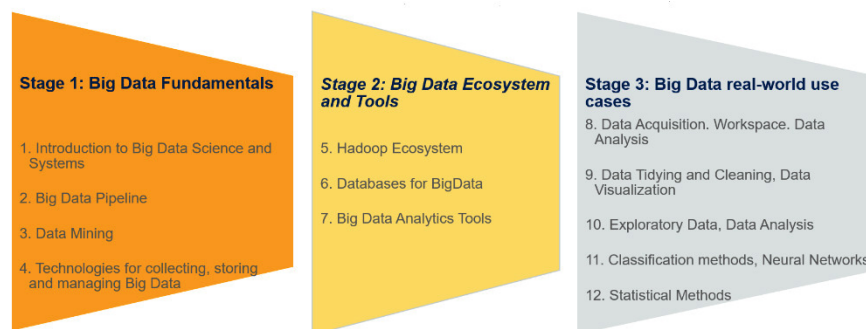 Stage 1: Big Data Fundamentals
1. Introduction to Big Data Science and
Systems
2. Big Data Pipeline
3. Data Mining
4. Technologies for collecting, storing
and managing Big Data
Stage 2: Big Data Ecosystem
and Tools
5. Hadoop Ecosystem
6. Databases for BigData
7. Big Data Analytics Tools
Stage 3: Big Data real-world use
cases
8. Data Acquisition. Workspace. Data
Analysis
9. Data Tidying and Cleaning, Data
Visualization
10. Exploratory Data, Data Analysis
11. Classification methods, Neural Networks
12. Statistical Methods